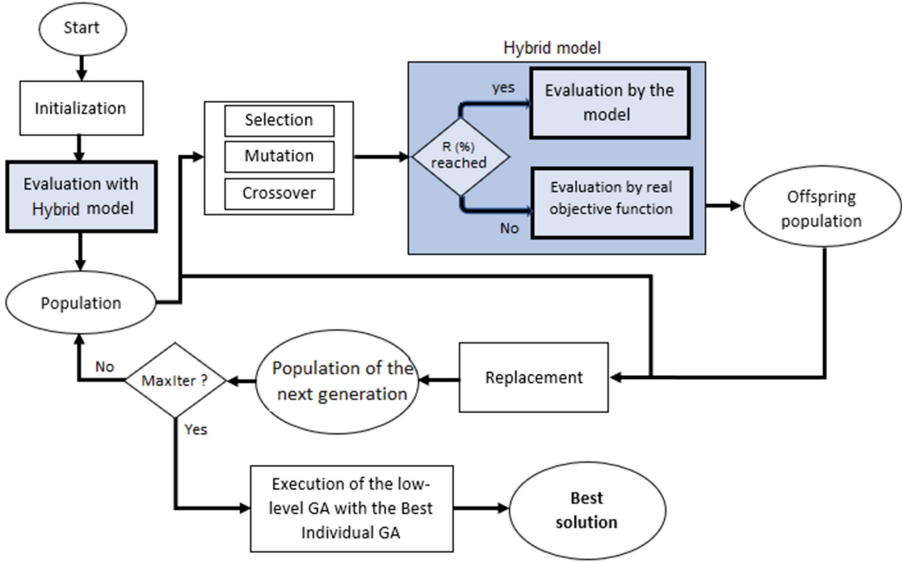 Start
Initialization
Evaluation with
Hybrid model
Population
Selection
Mutation
Crossover
Hybrid model
R (%)
reached
yes
No
Evaluation by the
model
Evaluation by real
objective function
Offspring
population
Replacement
Population of the
next generation
MaxIter ?
No
Yes
Execution of the low-
level GA with the Best
Individual GA
Best
solution